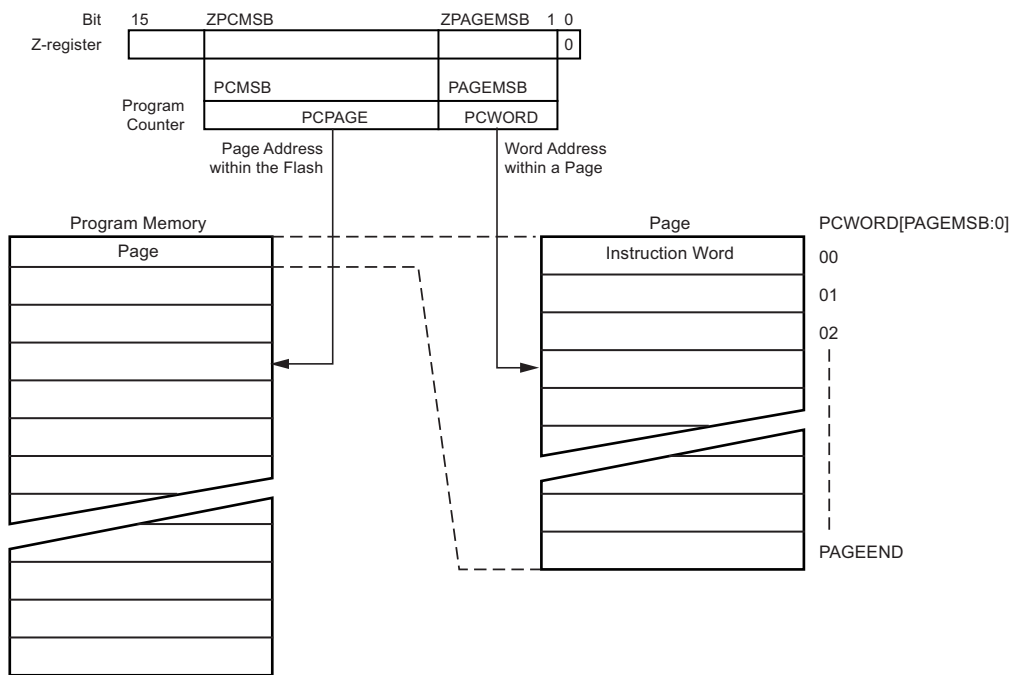 Bit 15 ZPCMSB ZPAGEMSB 1 0
Z-register 0
PCMSB PAGEMSB
Program
Counter
PCPAGE PCWORD
Page Address
within the Flash
Word Address
within a Page
Program Memory
Page
Page
PCWORD[PAGEMSB:0]
Instruction Word
00
01
02
PAGEEND